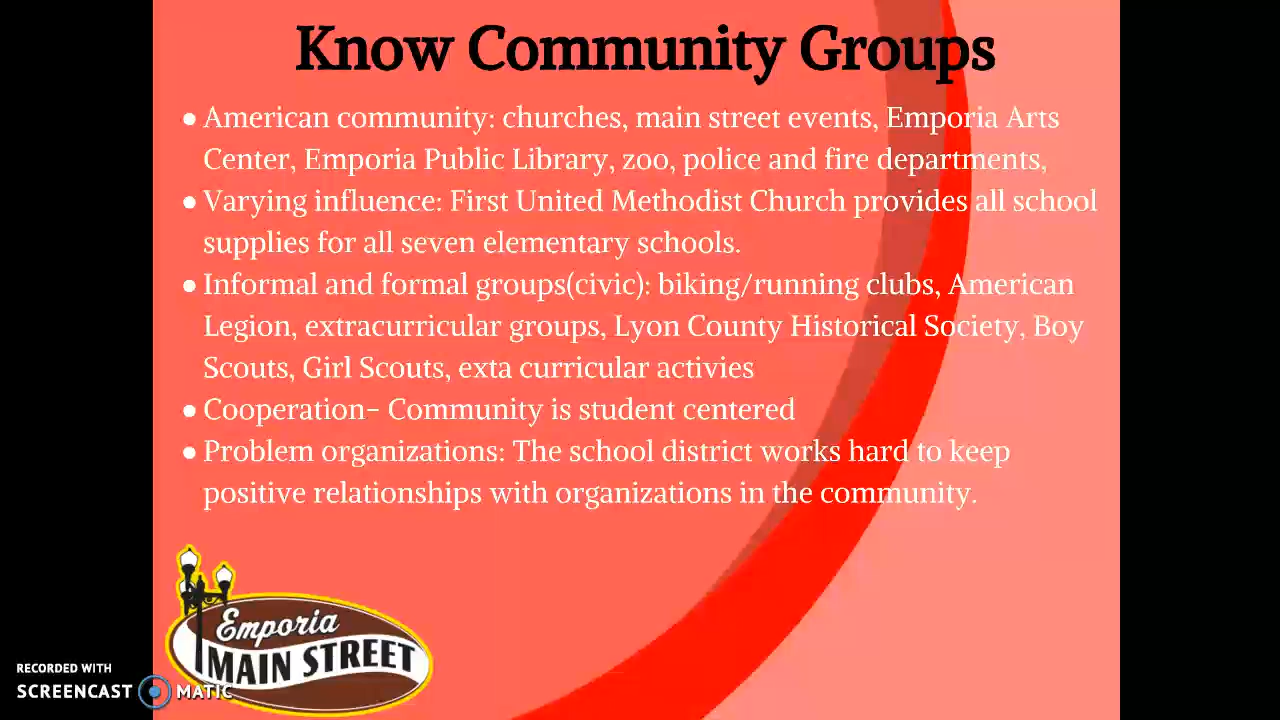 Know Community Groups
● American community: churches, main street events, Emporia Arts
Center, Emporia Public Library, zoo, police and fire departments,
● Varying influence: First United Methodist Church provides all school
supplies for all seven elementary schools.
● Informal and formal groups(civic): biking/running clubs, American
Legion, extracurricular groups, Lyon County Historical Society, Boy
Scouts, Girl Scouts, exta curricular activies
● Cooperation- Community is student centered
● Problem organizations: The school district works hard to keep
positive relationships with organizations in the community.
Emporia
MAIN STREET
RECORDED WITH
SCREENCAST MATIC